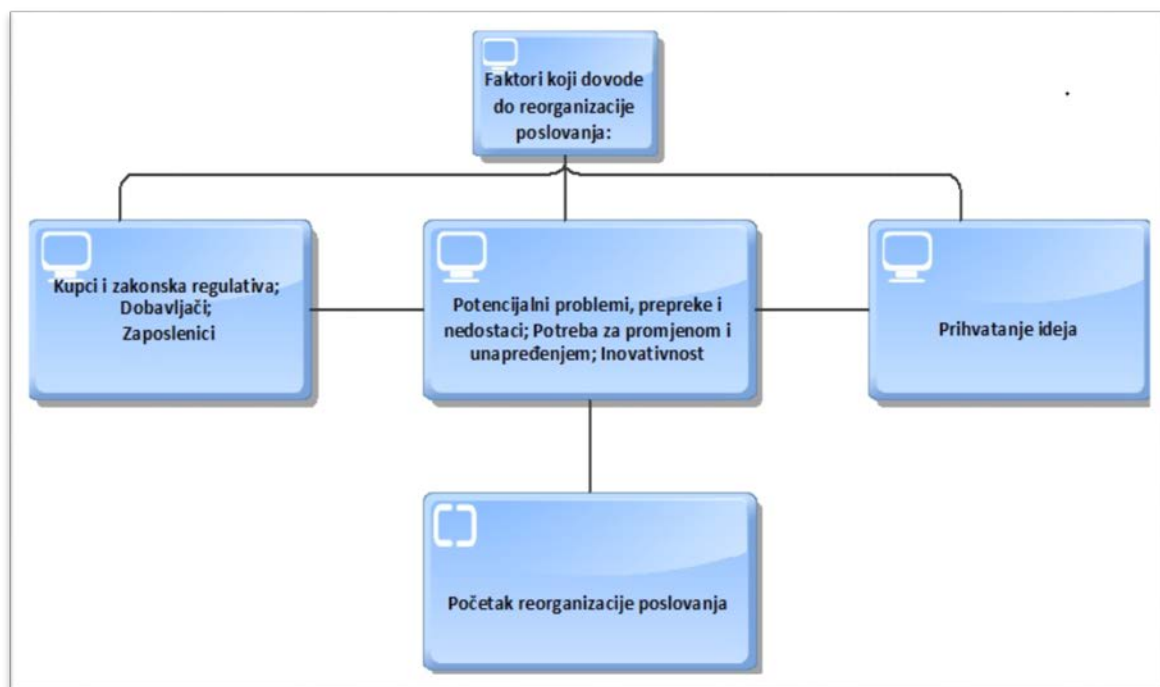 Faktori koji dovode
do reorganizacije
poslovanja:
Kupci i zakonska regulativa;
Dobavljači;
Zaposlenici
Potencijalni problemi, prepreke i
nedostaci; Potreba za promjenom i
unapređenjem; Inovativnost
Prihvatanje ideja
Početak reorganizacije poslovanja